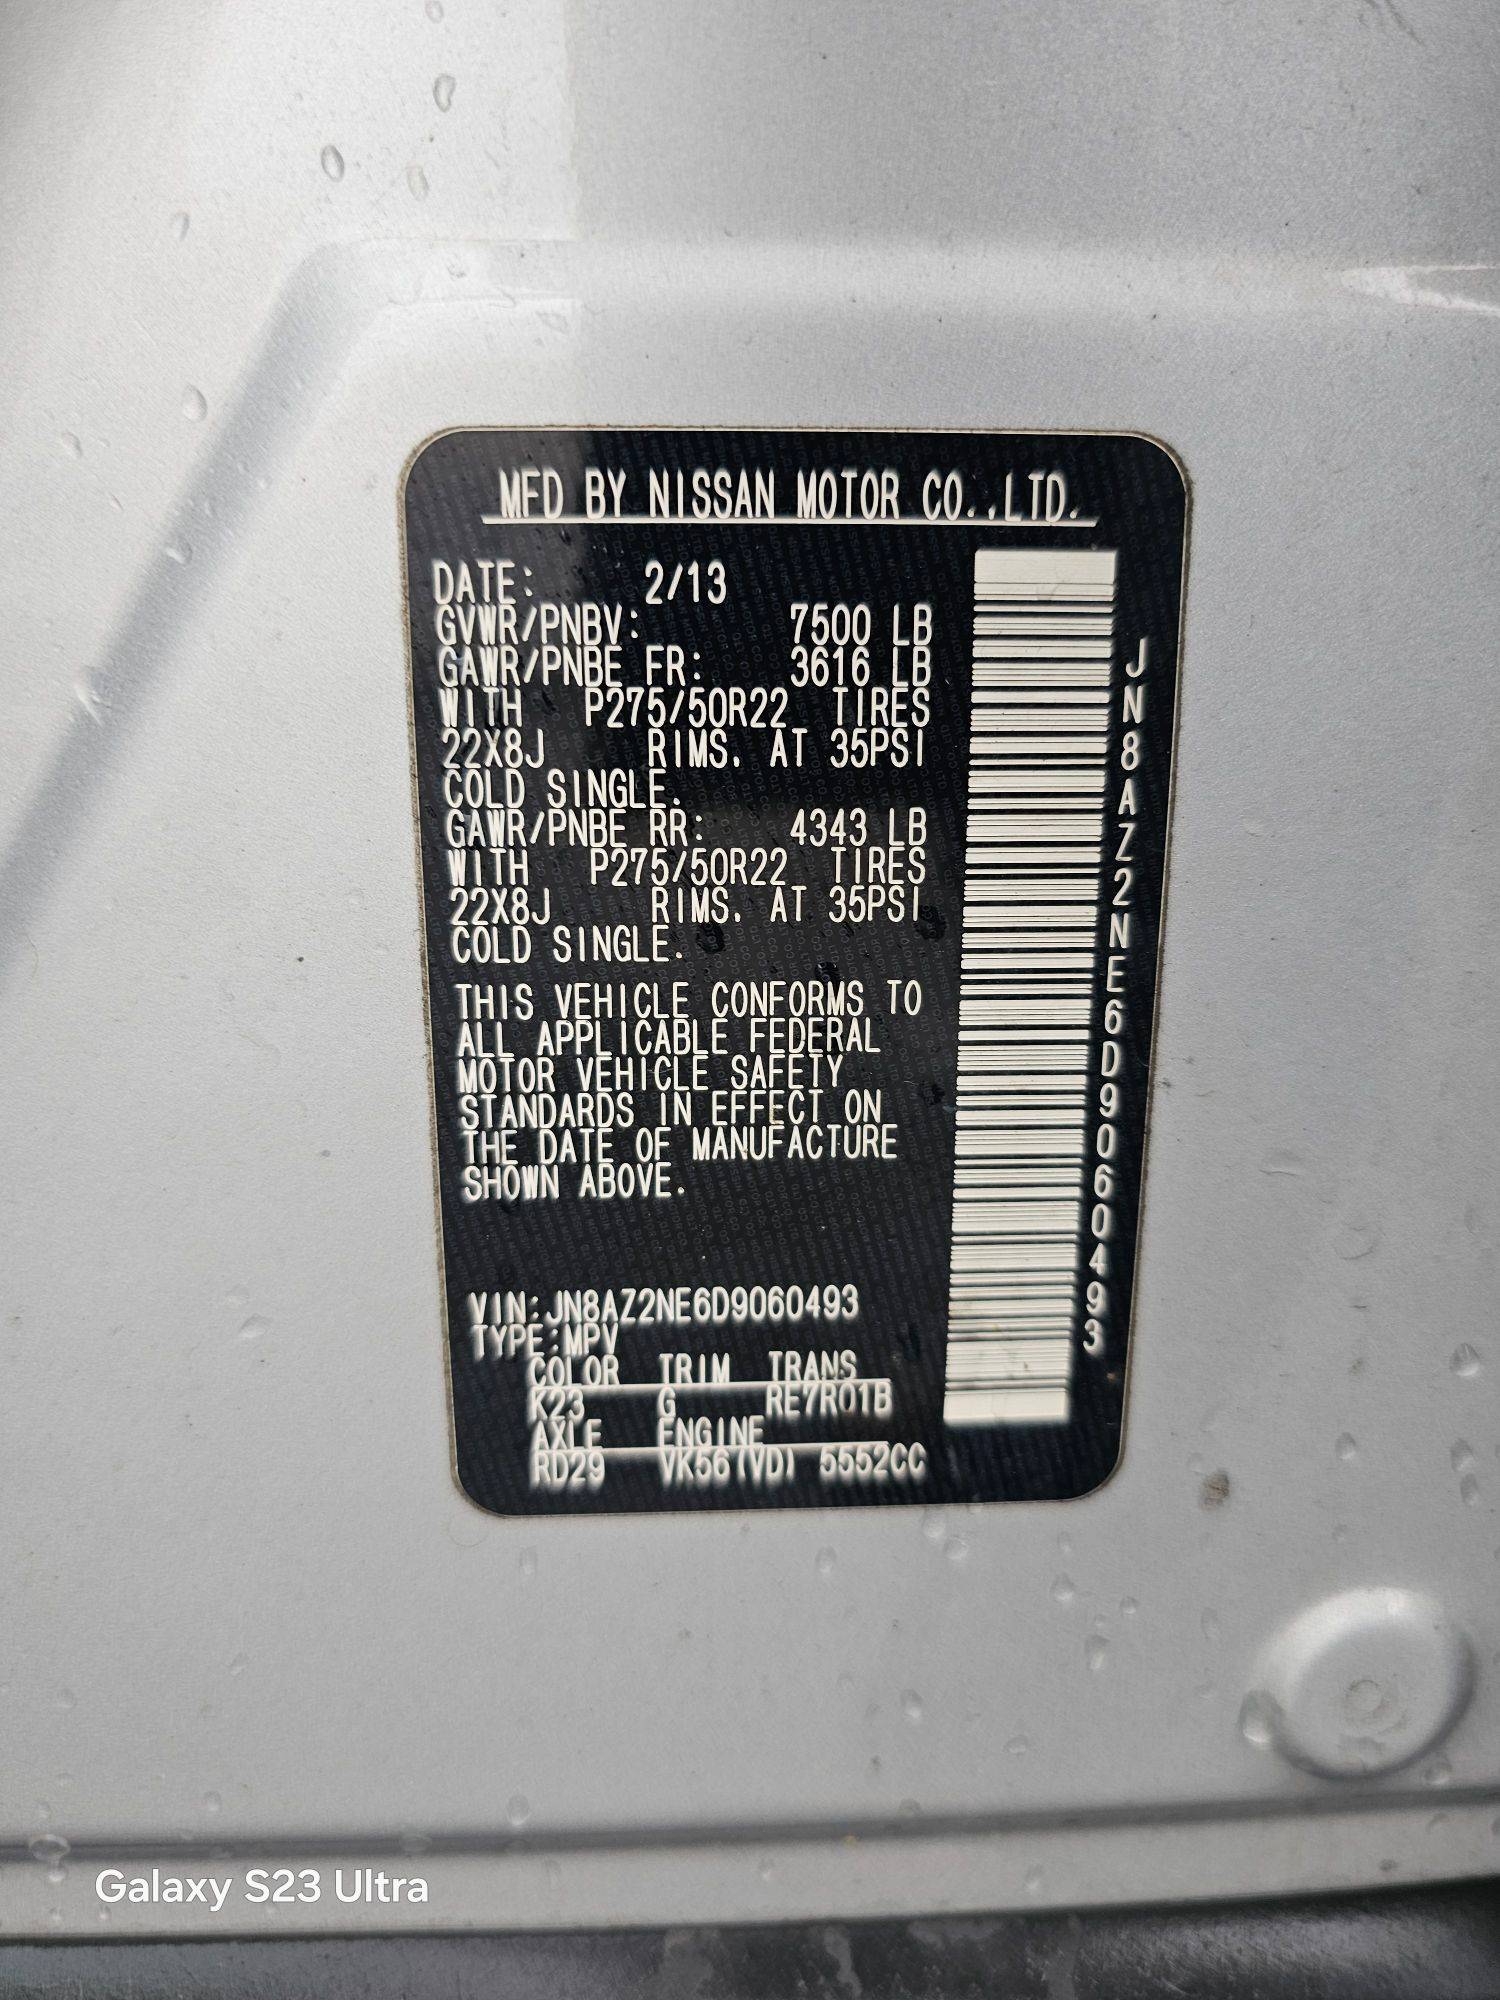 MFD BY NISSAN MOTOR CO.,LTD.
DATE: 2/13
GVWR/PNBV: 7500 LB
GAWR/PNBE FR: 3616 LB
WITH P275/50R22 TIRES
22X8J RIMS. AT 35PSI
COLD SINGLE.
GAWR/PNBE RR: 4343 LB
WITH P275/50R22 TIRES
22X8J RIMS. AT 35PSI
COLD SINGLE.
THIS VEHICLE CONFORMS TO
ALL APPLICABLE FEDERAL
MOTOR VEHICLE SAFETY
STANDARDS IN EFFECT ON
THE DATE OF MANUFACTURE
SHOWN ABOVE.
VIN:JN8AZ2NE6D9060493
TYPE:MPV
COLOR TRIM TRANS
K23 G RE7R01B
AXLE ENGINE
RD29 VK56(VD) 5552CC
JN8AZ2NE6D9060493
Galaxy S23 Ultra